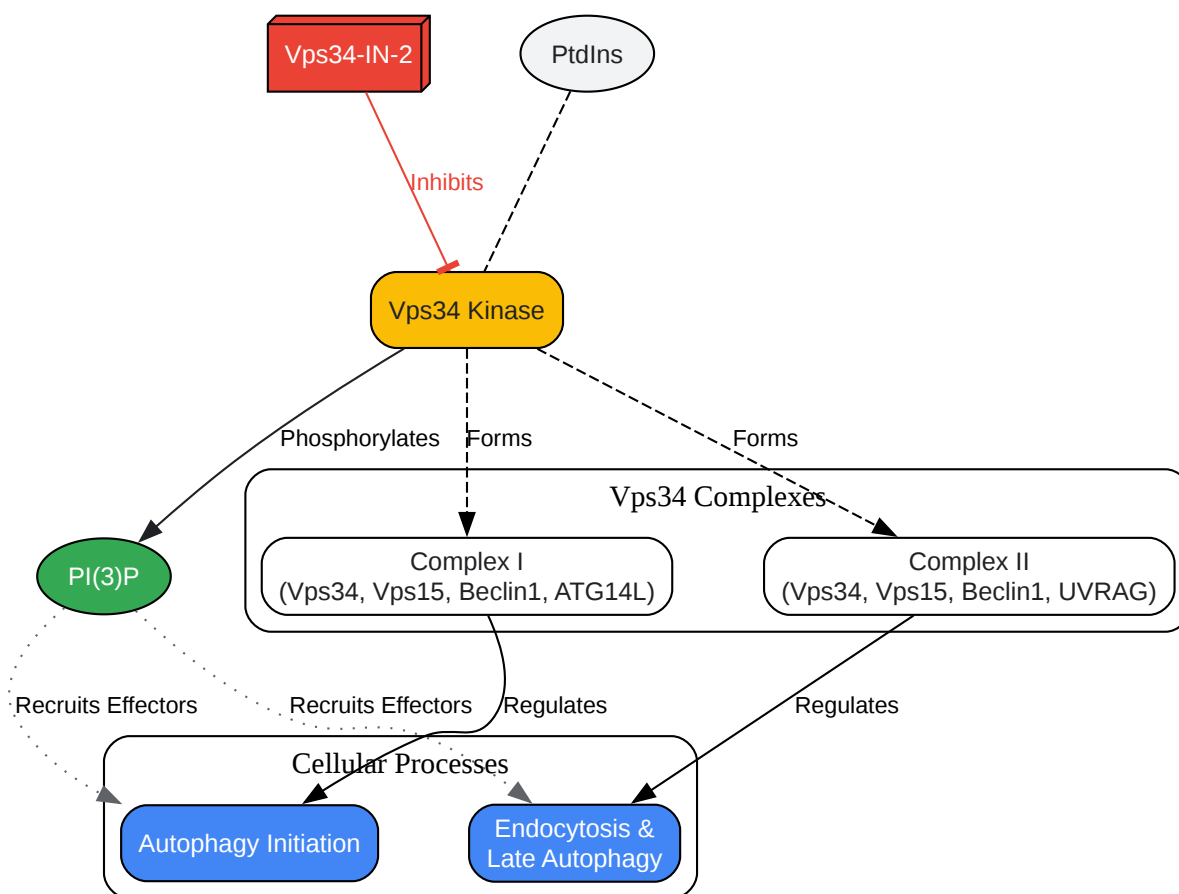 Vps34-IN-2
PtdIns
Inhibits
Vps34 Kinase
Phosphorylates
Forms
Forms
Vps34 Complexes
Complex I
(Vps34, Vps15, Beclin1, ATG14L)
Complex II
(Vps34, Vps15, Beclin1, UVRAG)
PI(3)P
Recruits Effectors
Recruits Effectors
Regulates
Regulates
Cellular Processes
Autophagy Initiation
Endocytosis &
Late Autophagy